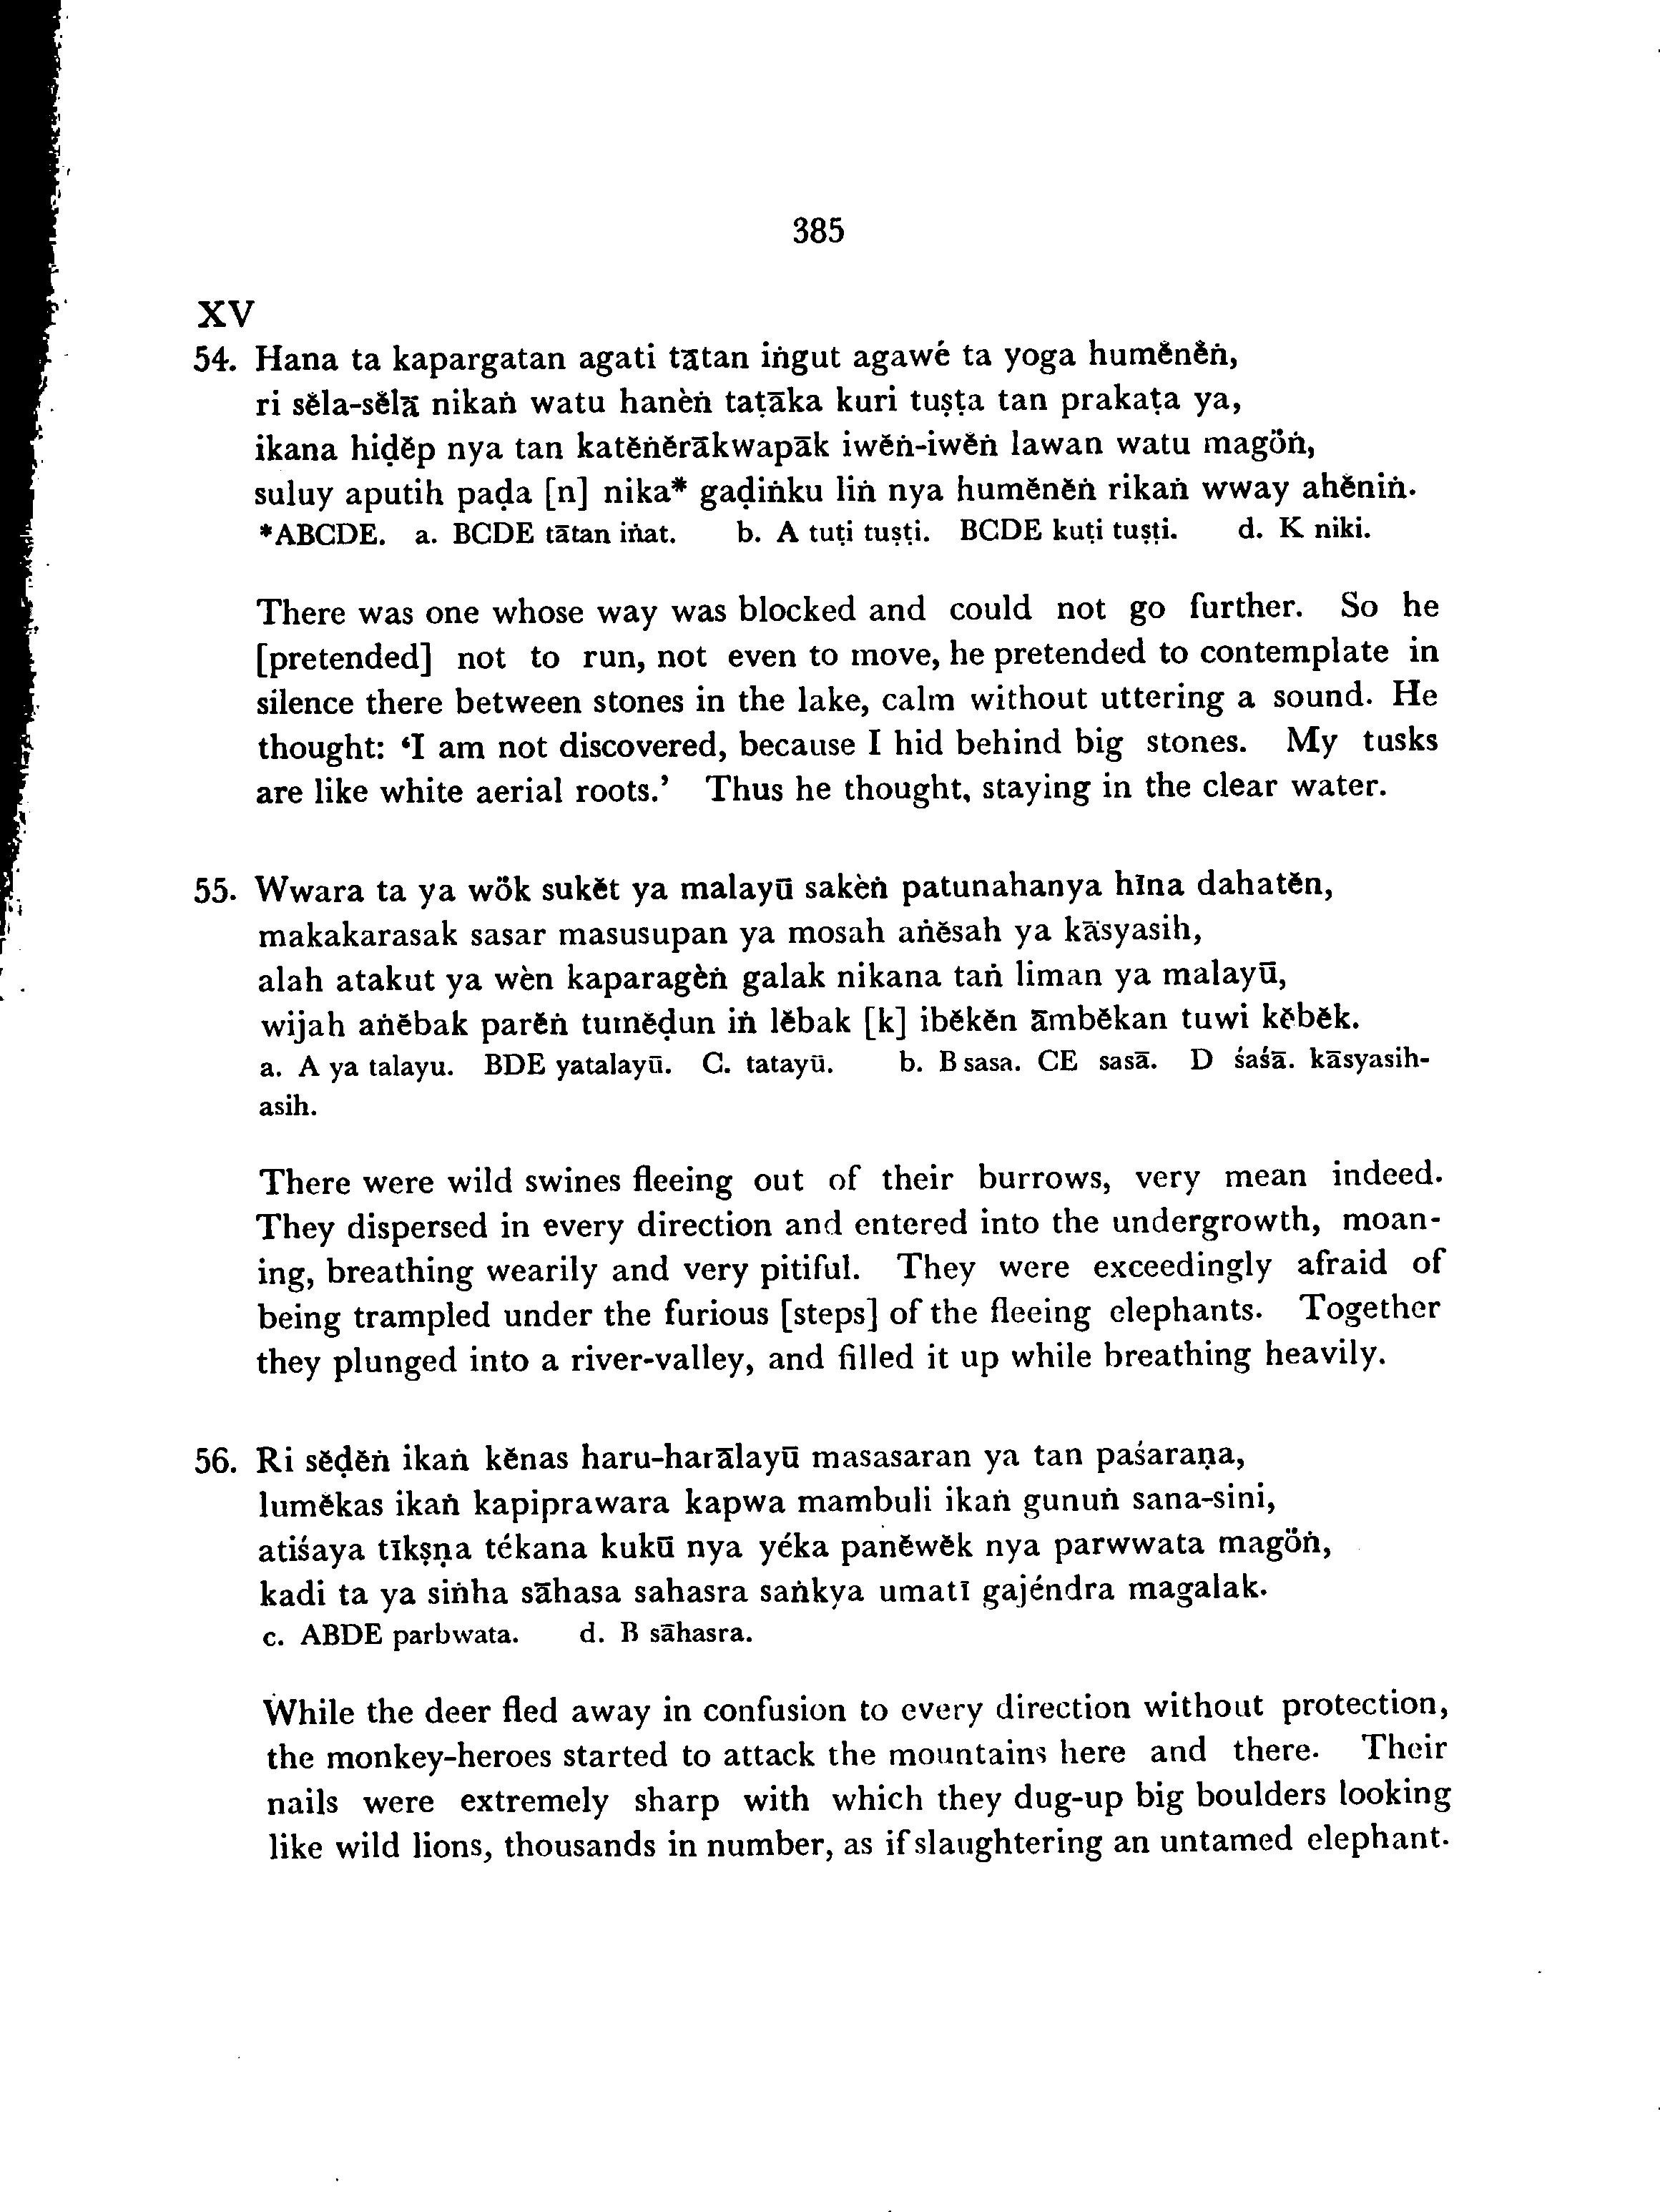 385
XV
54. Hana ta kapargatan agati tātan iṅgut agawé ta yoga humĕnĕṅ,
ri sĕla-sĕlā nikaṅ watu hanèṅ taṭāka kuri tuṣṭa tan prakaṭa ya,
ikana hiḍĕp nya tan katĕṅĕrākwapāk iwĕṅ-iwĕṅ lawan watu magöṅ,
suluy aputih paḍa [n] nika* gaḍiṅku liṅ nya humĕnĕṅ rikaṅ wway ahĕniṅ.
*ABCDE. a. BCDE tātan iṅat. b. A tuṭi tuṣṭi. BCDE kuṭi tuṣṭi. d. K niki.
There was one whose way was blocked and could not go further. So he
[pretended] not to run, not even to move, he pretended to contemplate in
silence there between stones in the lake, calm without uttering a sound. He
thought: ‘I am not discovered, because I hid behind big stones. My tusks
are like white aerial roots.’ Thus he thought, staying in the clear water.
55. Wwara ta ya wök sukĕt ya malayū sakèṅ patunahanya hīna dahatĕn,
makakarasak sasar masusupan ya mosah aṅĕsah ya kāsyasih,
alah atakut ya wèn kaparagèṅ galak nikana taṅ liman ya malayū,
wijah aṅĕbak parĕṅ tumĕḍun iṅ lĕbak [k] ibĕkĕn āmbĕkan tuwi kĕbĕk.
a. A ya talayu. BDE yatalayū. C. tatayū. b. B sasa. CE sasā. D śaśā. kāsyasih-
asih.
There were wild swines fleeing out of their burrows, very mean indeed.
They dispersed in every direction and entered into the undergrowth, moan-
ing, breathing wearily and very pitiful. They were exceedingly afraid of
being trampled under the furious [steps] of the fleeing elephants. Together
they plunged into a river-valley, and filled it up while breathing heavily.
56. Ri sĕḍĕṅ ikaṅ kĕnas haru-harālayū masasaran ya tan paśaraṇa,
lumĕkas ikaṅ kapiprawara kapwa mambuli ikaṅ gunuṅ sana-sini,
atiśaya tīkṣṇa tékana kukū nya yéka panĕwĕk nya parwwata magöṅ,
kadi ta ya siṅha sāhasa sahasra saṅkya umatī gajéndra magalak.
c. ABDE parbwata. d. B sāhasra.
While the deer fled away in confusion to every direction without protection,
the monkey-heroes started to attack the mountains here and there. Their
nails were extremely sharp with which they dug-up big boulders looking
like wild lions, thousands in number, as if slaughtering an untamed elephant.